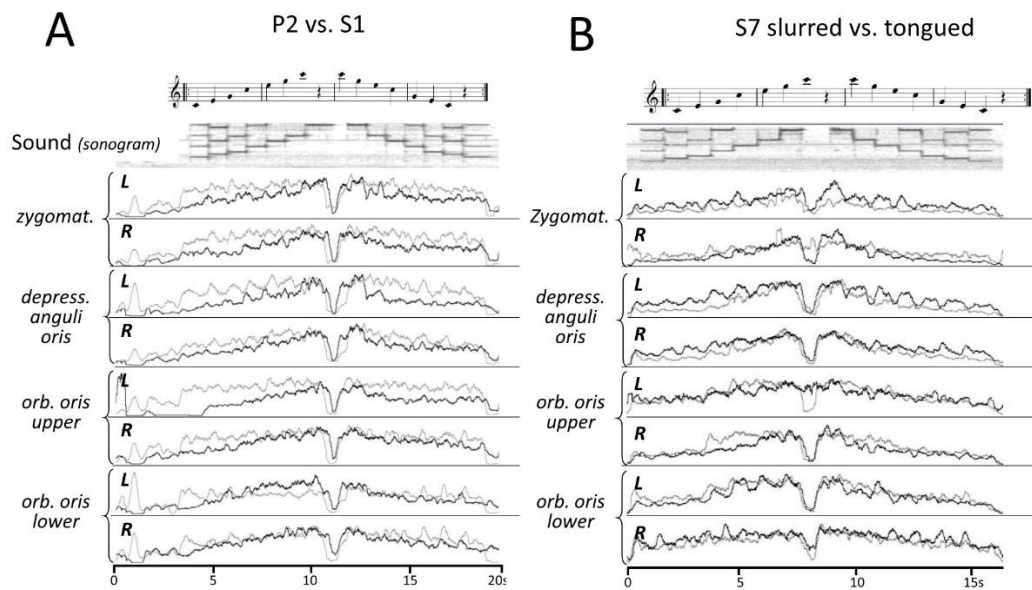 A
P2 vs. S1
Sound (sonogram)
zygomat.
L
R
depress.
anguli
oris
L
R
orb. oris
upper
L
R
orb. oris
lower
L
R
0 5 10 15 20s
B
S7 slurred vs. tongued
Zygomat.
L
R
depress.
anguli
oris
L
R
orb. oris
upper
L
R
orb. oris
lower
L
R
0 5 10 15s